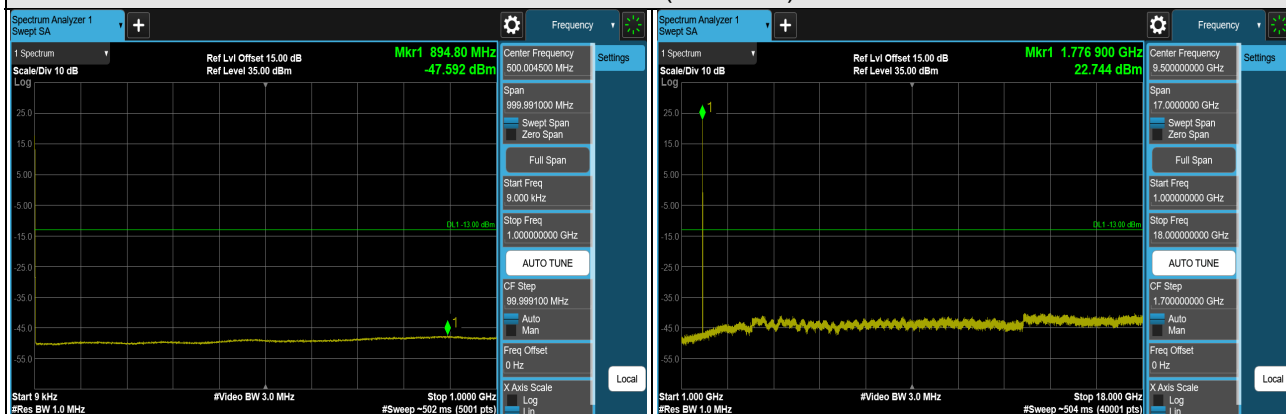 Spectrum Analyzer 1
Swept SA
+
Frequency
1 Spectrum
Scale/Div 10 dB
Log
Ref Lvl Offset 15.00 dB
Ref Level 35.00 dBm
Mkr1 894.80 MHz
-47.592 dBm
25.0
15.0
5.00
-5.00
-15.0
-25.0
-35.0
-45.0
-55.0
DL1 -13.00 dBm
1
Start 9 kHz
#Res BW 1.0 MHz
#Video BW 3.0 MHz
Stop 1.0000 GHz
#Sweep ~502 ms (5001 pts)
Center Frequency
500.004500 MHz
Settings
Span
999.991000 MHz
Swept Span
Zero Span
Full Span
Start Freq
9.000 kHz
Stop Freq
1.000000000 GHz
AUTO TUNE
CF Step
99.999100 MHz
Auto
Man
Freq Offset
0 Hz
X Axis Scale
Log
Lin
Local
Spectrum Analyzer 1
Swept SA
+
Frequency
1 Spectrum
Scale/Div 10 dB
Log
Ref Lvl Offset 15.00 dB
Ref Level 35.00 dBm
Mkr1 1.776 900 GHz
22.744 dBm
25.0
15.0
5.00
-5.00
-15.0
-25.0
-35.0
-45.0
-55.0
1
DL1 -13.00 dBm
Start 1.000 GHz
#Res BW 1.0 MHz
#Video BW 3.0 MHz
Stop 18.000 GHz
#Sweep ~504 ms (40001 pts)
Center Frequency
9.500000000 GHz
Settings
Span
17.0000000 GHz
Swept Span
Zero Span
Full Span
Start Freq
1.000000000 GHz
Stop Freq
18.000000000 GHz
AUTO TUNE
CF Step
1.700000000 GHz
Auto
Man
Freq Offset
0 Hz
X Axis Scale
Log
Lin
Local